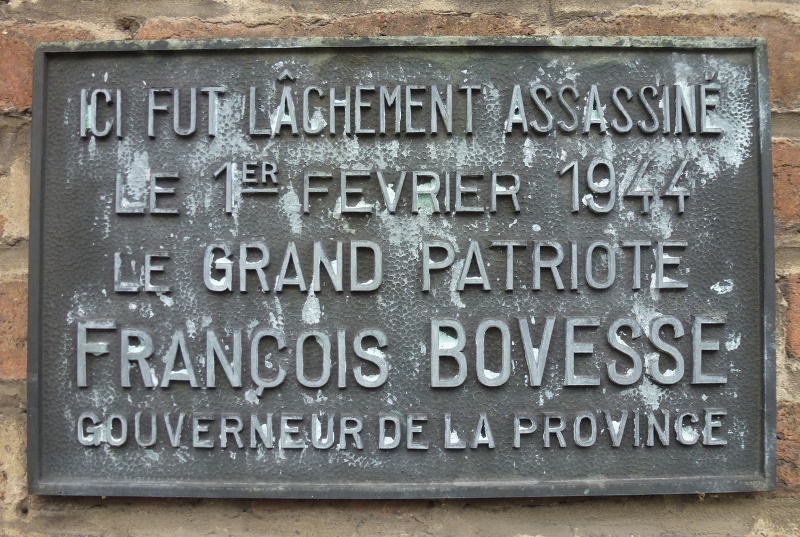 ICI FUT LÂCHEMENT ASSASSINÉ
LE 1ER FEVRIER 1944
LE GRAND PATRIOTE
FRANÇOIS BOVESSE
GOUVERNEUR DE LA PROVINCE